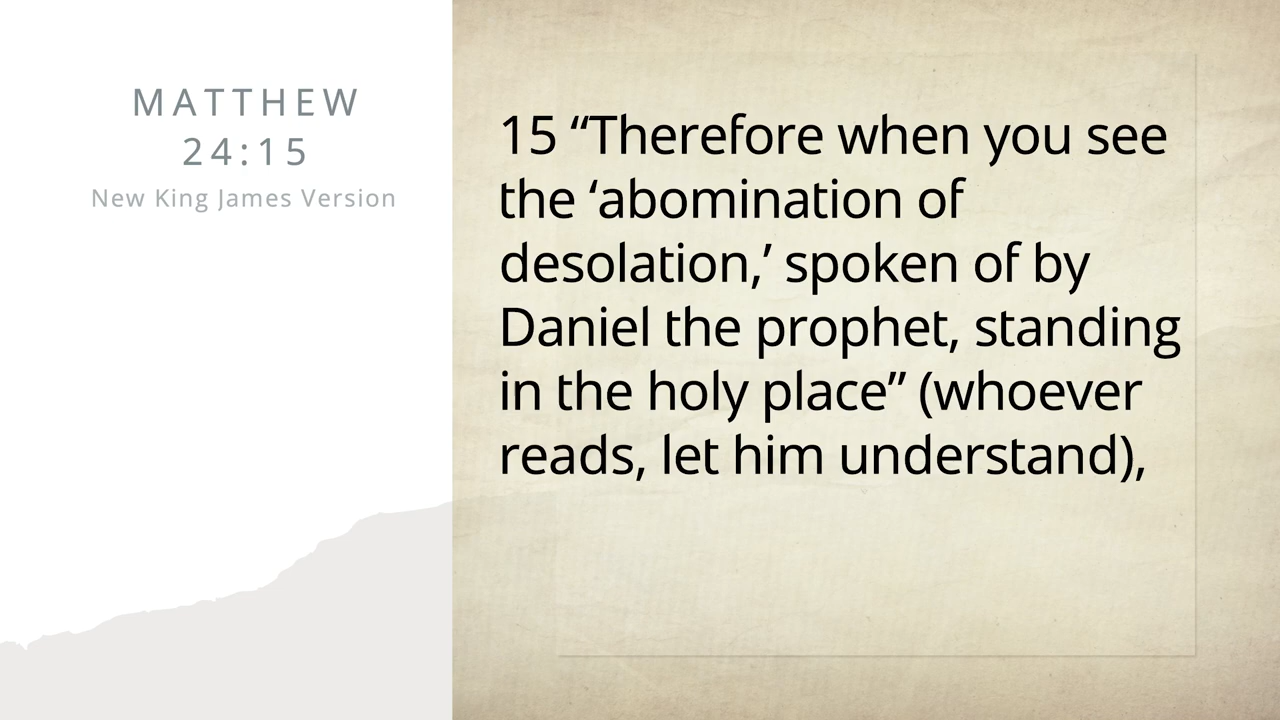 MATTHEW
24:15
New King James Version
15 “Therefore when you see
the ‘abomination of
desolation,’ spoken of by
Daniel the prophet, standing
in the holy place” (whoever
reads, let him understand),